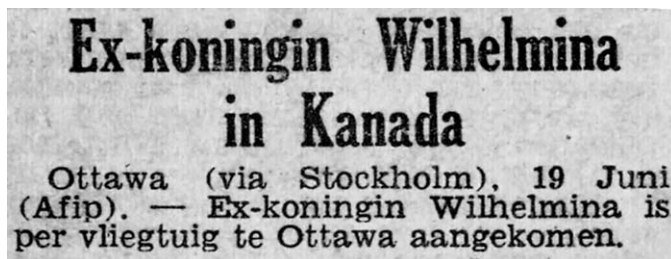 Ex-koningin Wilhelmina
in Kanada
Ottawa (via Stockholm), 19 Juni
(Afip). — Ex-koningin Wilhelmina is
per vliegtuig te Ottawa aangekomen.